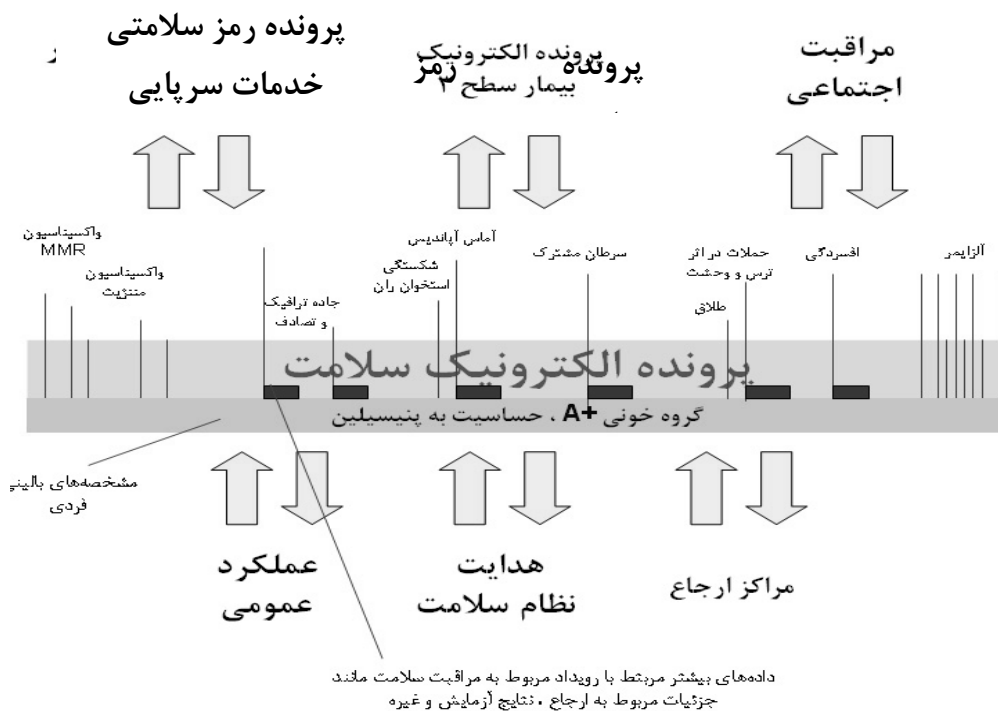 پرونده رمز سلامتی
خدمات سرپایی
پرونده الکترونیک
بیمار سطح ۳
پرونده رمز
مراقبت
اجتماعی
واکسیناسیون
MMR
واکسیناسیون
مننژیت
جاده ترافیک
و تصادف
شکستگی
استخوان ران
آماس آپاندیس
سرطان مشترک
حملات در اثر
ترس و وحشت
طلاق
افسردگی
آلزایمر
پرونده الکترونیک سلامت
گروه خونی A+ ، حساسیت به پنیسیلین
مشخصه‌های بالینی
فردی
عملکرد
عمومی
هدایت
نظام سلامت
مراکز ارجاع
داده‌های بیشتر مرتبط با رویداد مربوط به مراقبت سلامت مانند
جزئیات مربوط به ارجاع ، نتایج آزمایش و غیره